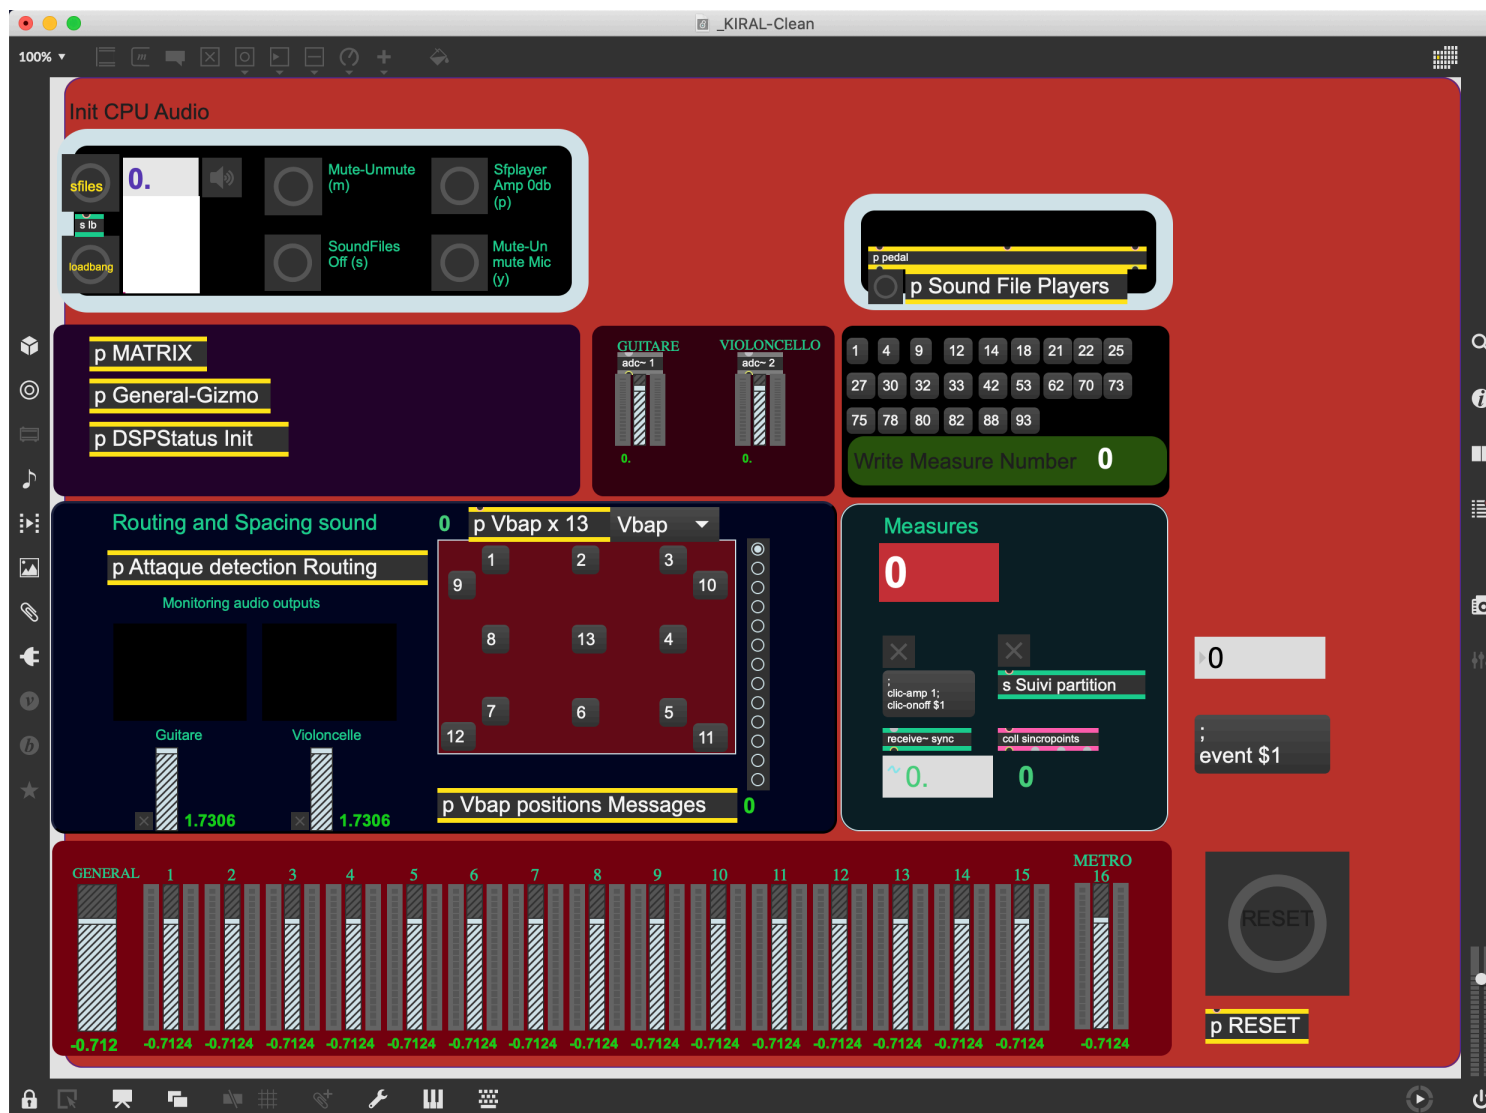 _KIRAL-Clean
100%
Init CPU Audio
sfiles
0.
Mute-Unmute
(m)
Sfplayer
Amp 0db
(p)
s lb
loadbang
SoundFiles
Off (s)
Mute-Un
mute Mic
(y)
p pedal
p Sound File Players
p MATRIX
p General-Gizmo
p DSPStatus Init
GUITARE
VIOLONCELLO
adc~ 1
adc~ 2
0.
0.
1 4 9 12 14 18 21 22 25
27 30 32 33 42 53 62 70 73
75 78 80 82 88 93
Write Measure Number 0
Routing and Spacing sound
0
p Vbap x 13
Vbap
p Attaque detection Routing
Monitoring audio outputs
1 2 3
9 10
8 13 4
7 6 5
12 11
Guitare
Violoncelle
1.7306
1.7306
p Vbap positions Messages
0
Measures
0
;
clic-amp 1;
clic-onoff $1
s Suivi partition
receive~ sync
coll sincropoints
~0.
0
0
;
event $1
GENERAL 1 2 3 4 5 6 7 8 9 10 11 12 13 14 15
METRO
16
-0.712 -0.7124 -0.7124 -0.7124 -0.7124 -0.7124 -0.7124 -0.7124 -0.7124 -0.7124 -0.7124 -0.7124 -0.7124 -0.7124 -0.7124 -0.7124 -0.7124
RESET
p RESET